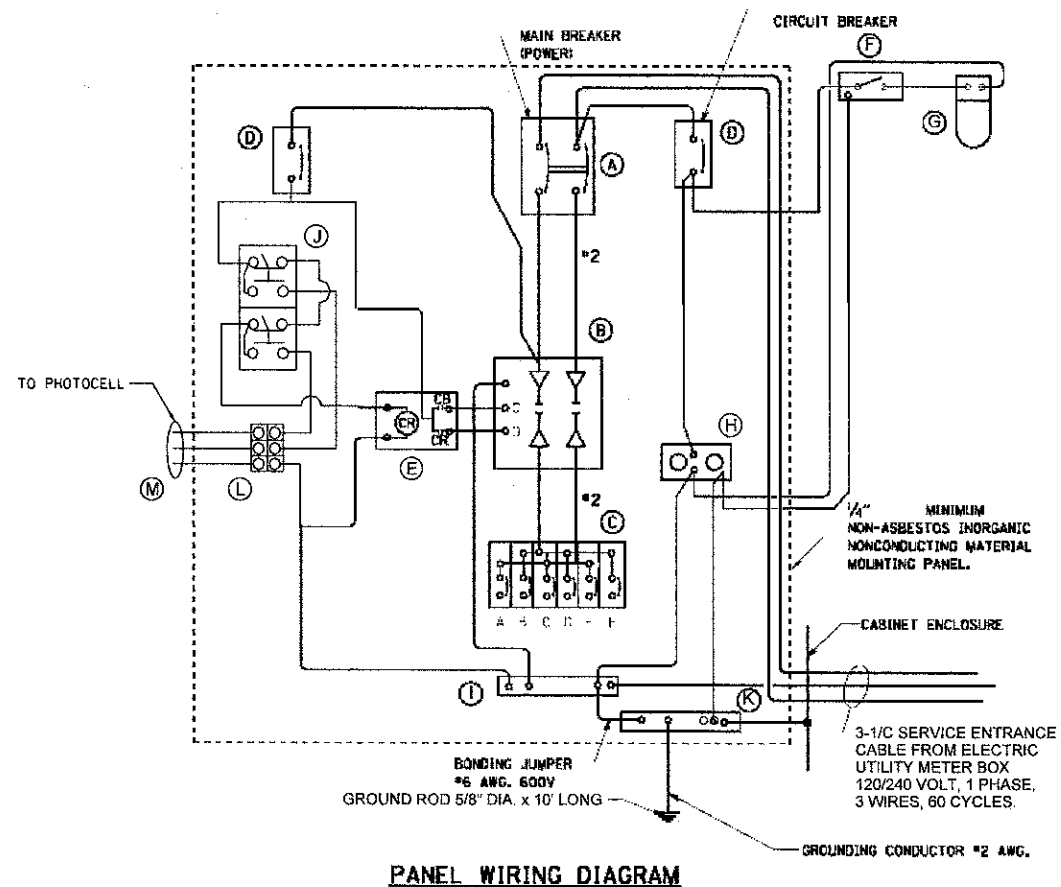 CIRCUIT BREAKER
MAIN BREAKER
(POWER)
F
G
D
A
D
J
#2
B
TO PHOTOCELL
CB
CR
CR
C
E
H
M
L
#2
C
1/4" MINIMUM
NON-ASBESTOS INORGANIC
NONCONDUCTING MATERIAL
MOUNTING PANEL.
A B C D
CABINET ENCLOSURE
I
K
3-1/C SERVICE ENTRANCE
CABLE FROM ELECTRIC
UTILITY METER BOX
120/240 VOLT, 1 PHASE,
3 WIRES, 60 CYCLES.
BONDING JUMPER
#6 AWG. 600V
GROUND ROD 5/8" DIA. x 10' LONG
GROUNDING CONDUCTOR #2 AWG.
PANEL WIRING DIAGRAM